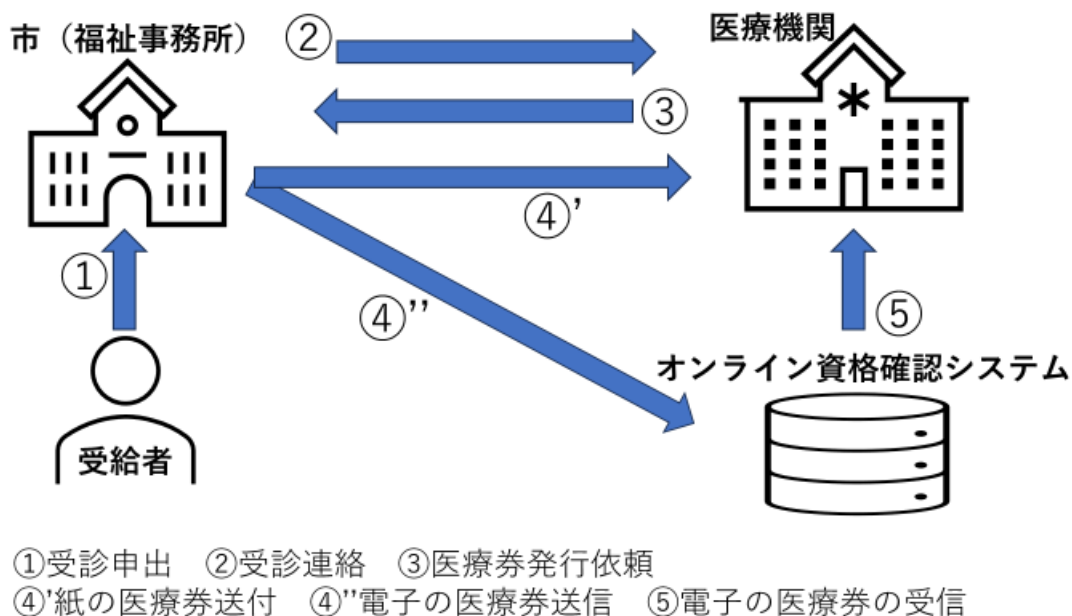 市（福祉事務所）
②
医療機関
③
④'
①
④''
⑤
オンライン資格確認システム
受給者
①受診申出　②受診連絡　③医療券発行依頼
④'紙の医療券送付　④''電子の医療券送信　⑤電子の医療券の受信